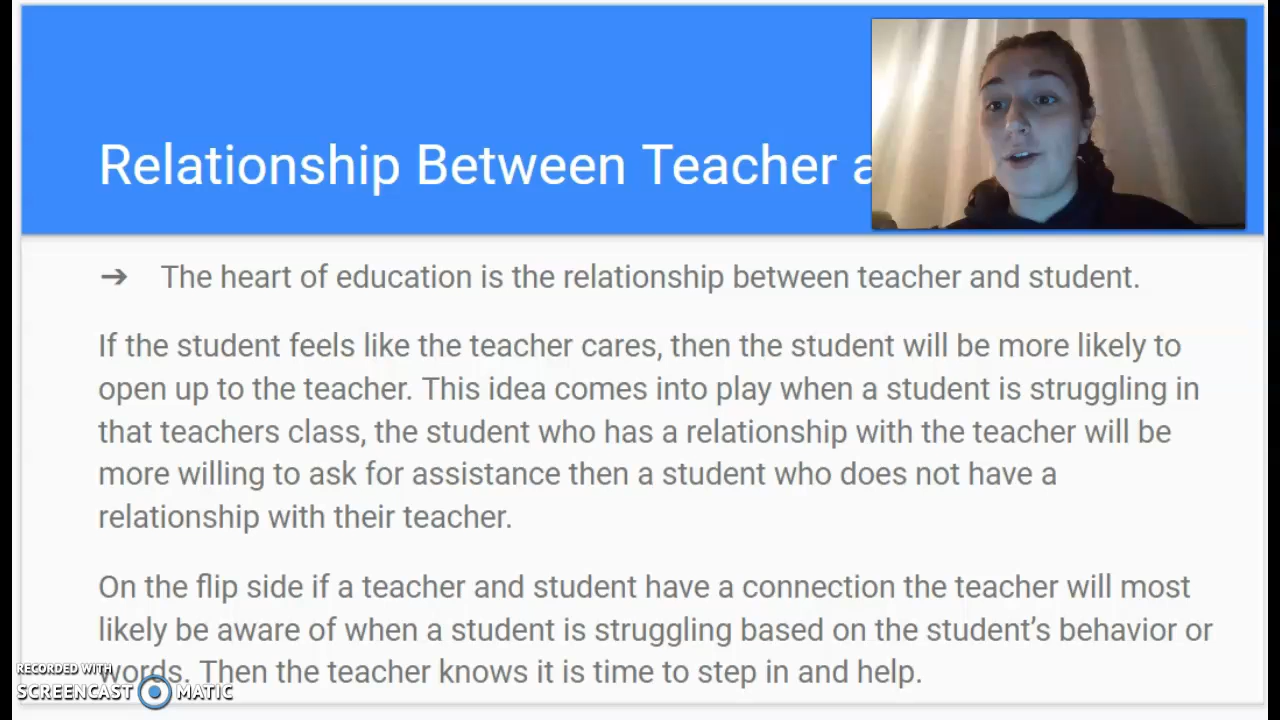 Relationship Between Teacher a
➔ The heart of education is the relationship between teacher and student.
If the student feels like the teacher cares, then the student will be more likely to
open up to the teacher. This idea comes into play when a student is struggling in
that teachers class, the student who has a relationship with the teacher will be
more willing to ask for assistance then a student who does not have a
relationship with their teacher.
On the flip side if a teacher and student have a connection the teacher will most
likely be aware of when a student is struggling based on the student's behavior or
words. Then the teacher knows it is time to step in and help.
RECORDED WITH
SCREENCAST MATIC